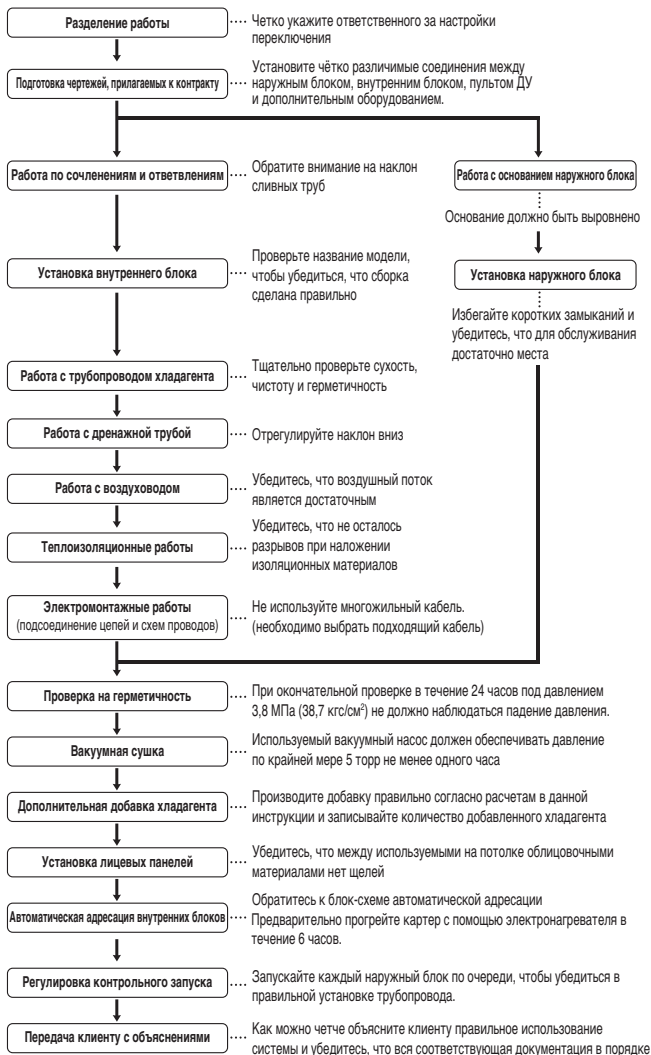 Разделение работы
Четко укажите ответственного за настройки
переключения
Подготовка чертежей, прилагаемых к контракту
Установите чётко различимые соединения между
наружным блоком, внутренним блоком, пультом ДУ
и дополнительным оборудованием.
Работа по сочленениям и ответвлениям
Обратите внимание на наклон
сливных труб
Работа с основанием наружного блока
Основание должно быть выровнено
Установка внутреннего блока
Проверьте название модели,
чтобы убедиться, что сборка
сделана правильно
Установка наружного блока
Избегайте коротких замыканий и
убедитесь, что для обслуживания
достаточно места
Работа с трубопроводом хладагента
Тщательно проверьте сухость,
чистоту и герметичность
Работа с дренажной трубой
Отрегулируйте наклон вниз
Работа с воздуховодом
Убедитесь, что воздушный поток
является достаточным
Теплоизоляционные работы
Убедитесь, что не осталось
разрывов при наложении
изоляционных материалов
Электромонтажные работы
(подсоединение цепей и схем проводов)
Не используйте многожильный кабель.
(необходимо выбрать подходящий кабель)
Проверка на герметичность
При окончательной проверке в течение 24 часов под давлением
3,8 МПа (38,7 кгс/см²) не должно наблюдаться падение давления.
Вакуумная сушка
Используемый вакуумный насос должен обеспечивать давление
по крайней мере 5 торр не менее одного часа
Дополнительная добавка хладагента
Производите добавку правильно согласно расчетам в данной
инструкции и записывайте количество добавленного хладагента
Установка лицевых панелей
Убедитесь, что между используемыми на потолке облицовочными
материалами нет щелей
Автоматическая адресация внутренних блоков
Обратитесь к блок-схеме автоматической адресации
Предварительно прогрейте картер с помощью электронагревателя в
течение 6 часов.
Регулировка контрольного запуска
Запускайте каждый наружный блок по очереди, чтобы убедиться в
правильной установке трубопровода.
Передача клиенту с объяснениями
Как можно четче объясните клиенту правильное использование
системы и убедитесь, что вся соответствующая документация в порядке